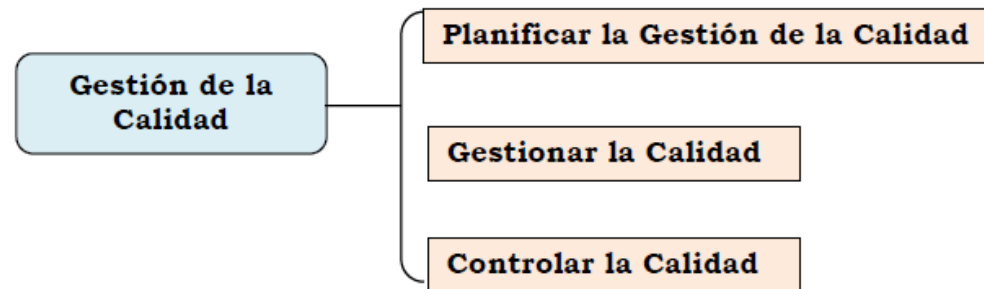 Planificar la Gestión de la Calidad
Gestión de la
Calidad
Gestionar la Calidad
Controlar la Calidad